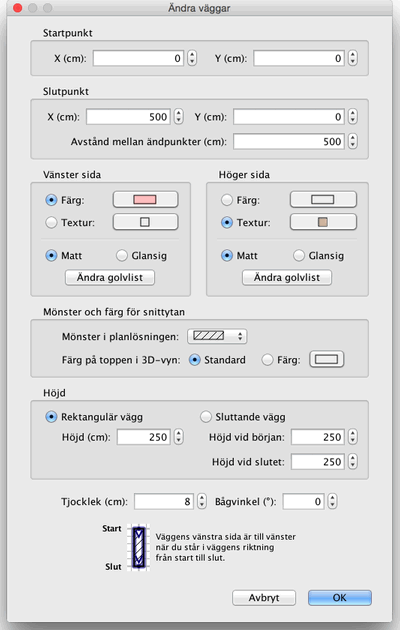 Ändra väggar
Startpunkt
X (cm): 0 Y (cm): 0
Slutpunkt
X (cm): 500 Y (cm): 0
Avstånd mellan ändpunkter (cm): 500
Vänster sida Höger sida
Färg: Färg:
Textur: Textur:
Matt Glansig Matt Glansig
Ändra golvlist Ändra golvlist
Mönster och färg för snittytan
Mönster i planlösningen:
Färg på toppen i 3D-vyn: Standard Färg:
Höjd
Rektangulär vägg Sluttande vägg
Höjd (cm): 250 Höjd vid början: 250
Höjd vid slutet: 250
Tjocklek (cm): 8 Bågvinkel (°): 0
Start
Väggens vänstra sida är till vänster
när du står i väggens riktning
från start till slut.
Slut
Avbryt OK